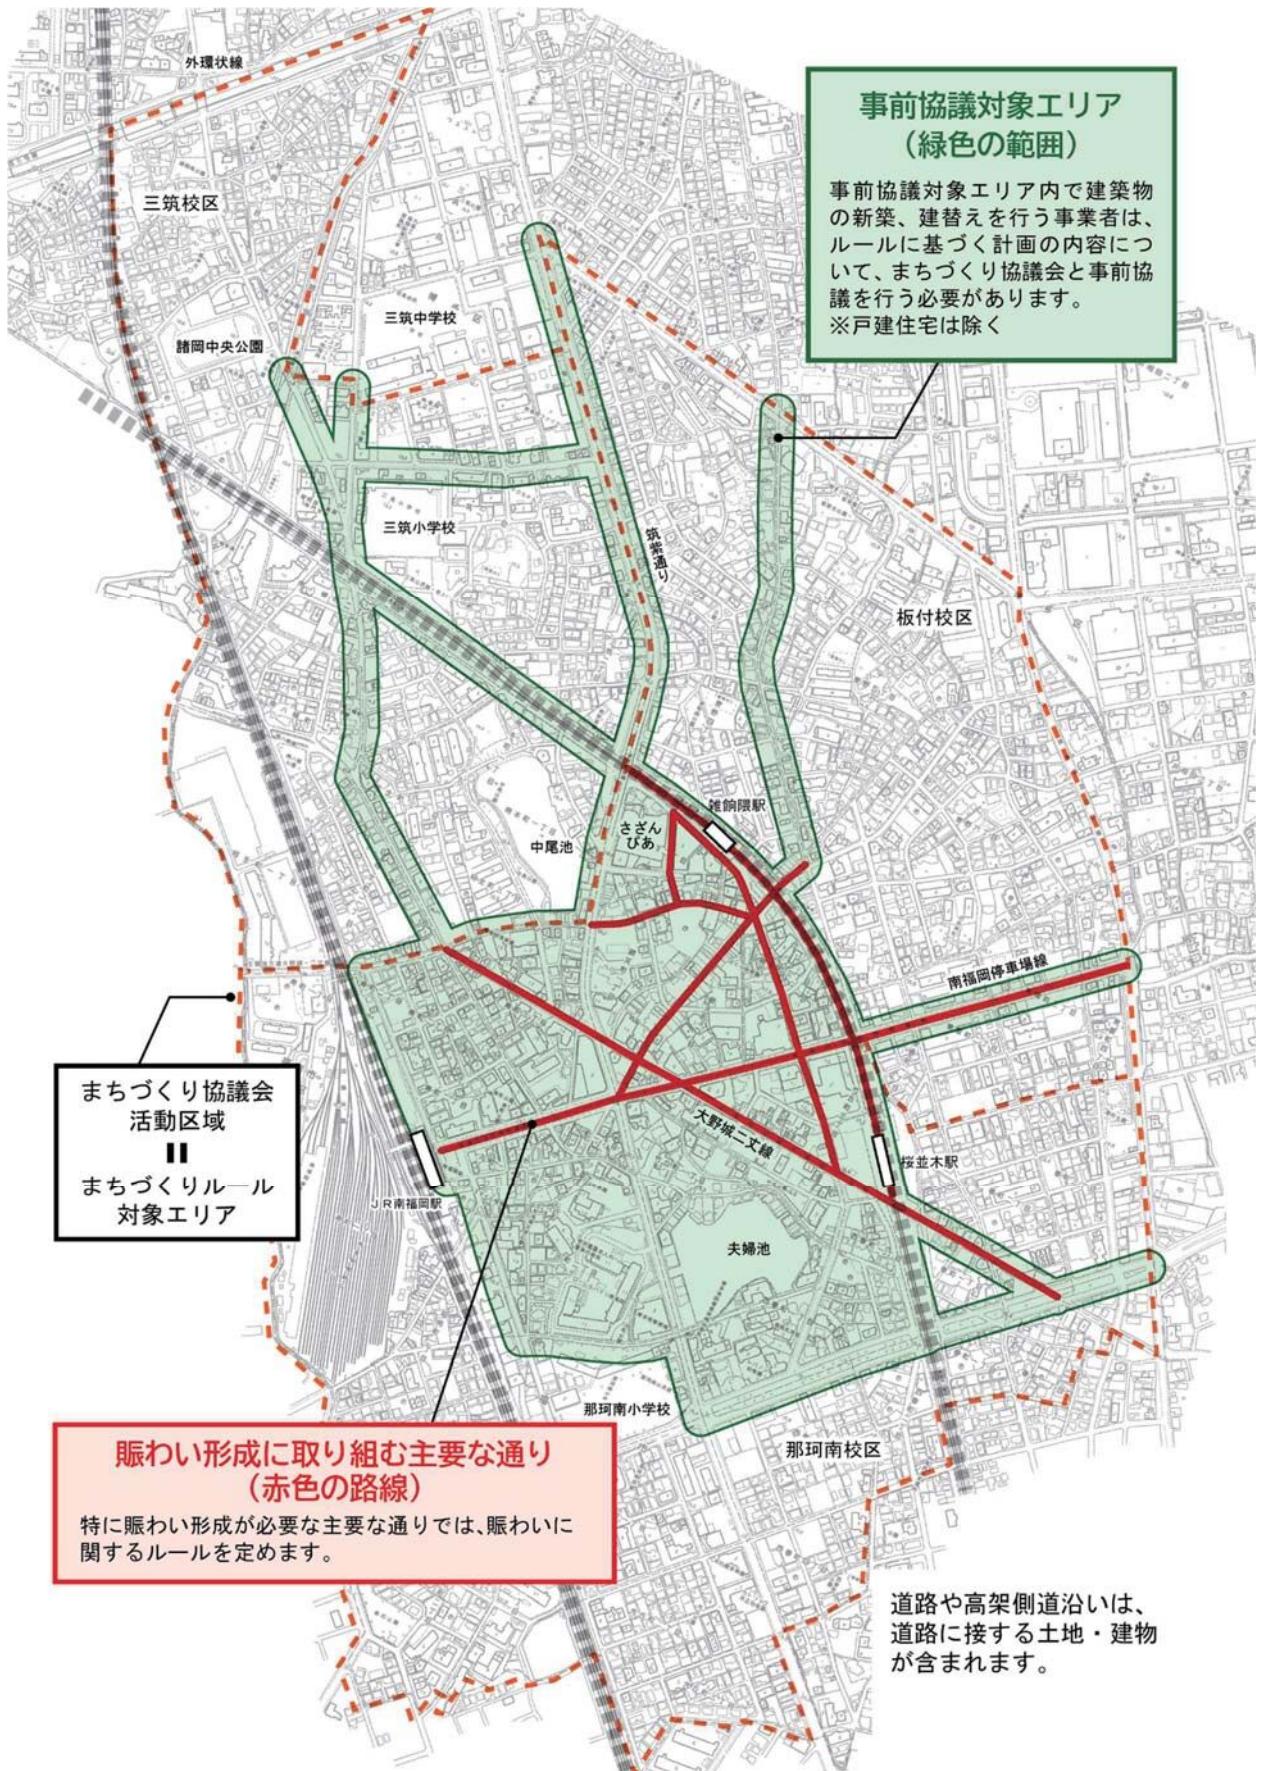 外環状線
事前協議対象エリア
（緑色の範囲）
事前協議対象エリア内で建築物
の新築、建替えを行う事業者は、
ルールに基づく計画の内容につ
いて、まちづくり協議会と事前協
議を行う必要があります。
※戸建住宅は除く
三筑校区
三筑中学校
諸岡中央公園
三筑小学校
筑紫通り
板付校区
雑餉隈駅
さざん
ぴあ
中尾池
南福岡停車場線
まちづくり協議会
活動区域
＝
まちづくりルール
対象エリア
大野城二丈線
桜並木駅
JR南福岡駅
夫婦池
那珂南小学校
那珂南校区
賑わい形成に取り組む主要な通り
（赤色の路線）
特に賑わい形成が必要な主要な通りでは、賑わいに
関するルールを定めます。
道路や高架側道沿いは、
道路に接する土地・建物
が含まれます。